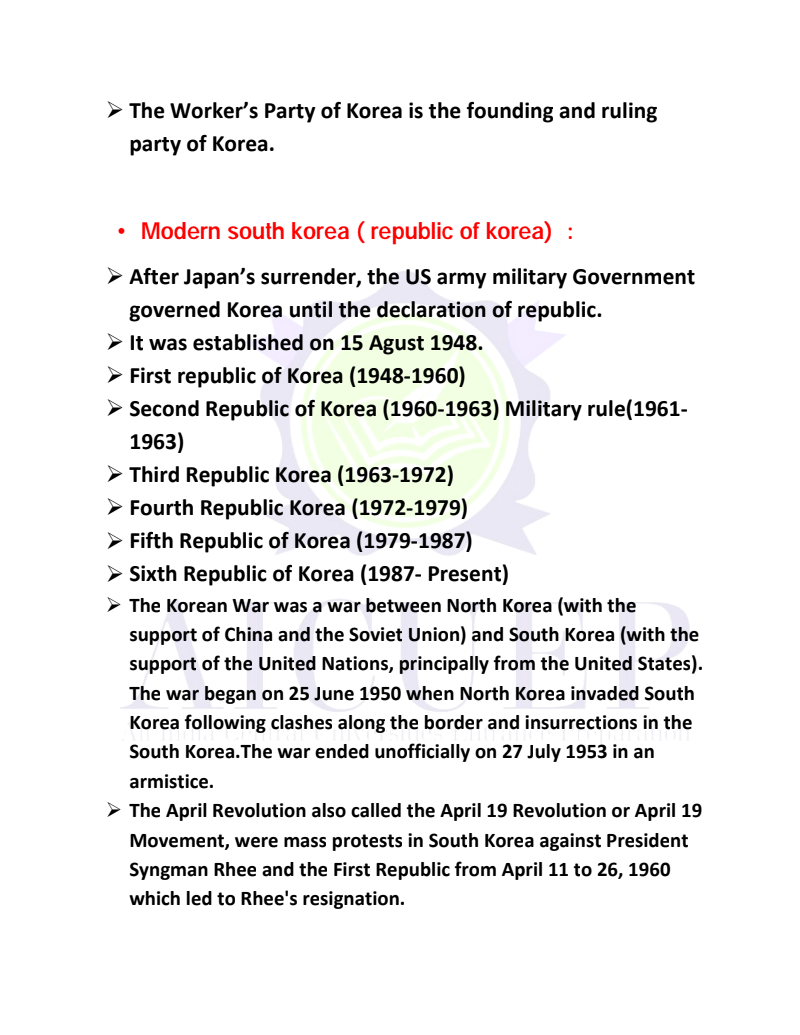 ➢ The Worker's Party of Korea is the founding and ruling
party of Korea.
• Modern south korea ( republic of korea) :
➢ After Japan's surrender, the US army military Government
governed Korea until the declaration of republic.
➢ It was established on 15 Agust 1948.
➢ First republic of Korea (1948-1960)
➢ Second Republic of Korea (1960-1963) Military rule(1961-
1963)
➢ Third Republic Korea (1963-1972)
➢ Fourth Republic Korea (1972-1979)
➢ Fifth Republic of Korea (1979-1987)
➢ Sixth Republic of Korea (1987- Present)
➢ The Korean War was a war between North Korea (with the
support of China and the Soviet Union) and South Korea (with the
support of the United Nations, principally from the United States).
The war began on 25 June 1950 when North Korea invaded South
Korea following clashes along the border and insurrections in the
South Korea.The war ended unofficially on 27 July 1953 in an
armistice.
➢ The April Revolution also called the April 19 Revolution or April 19
Movement, were mass protests in South Korea against President
Syngman Rhee and the First Republic from April 11 to 26, 1960
which led to Rhee's resignation.
AICUEP